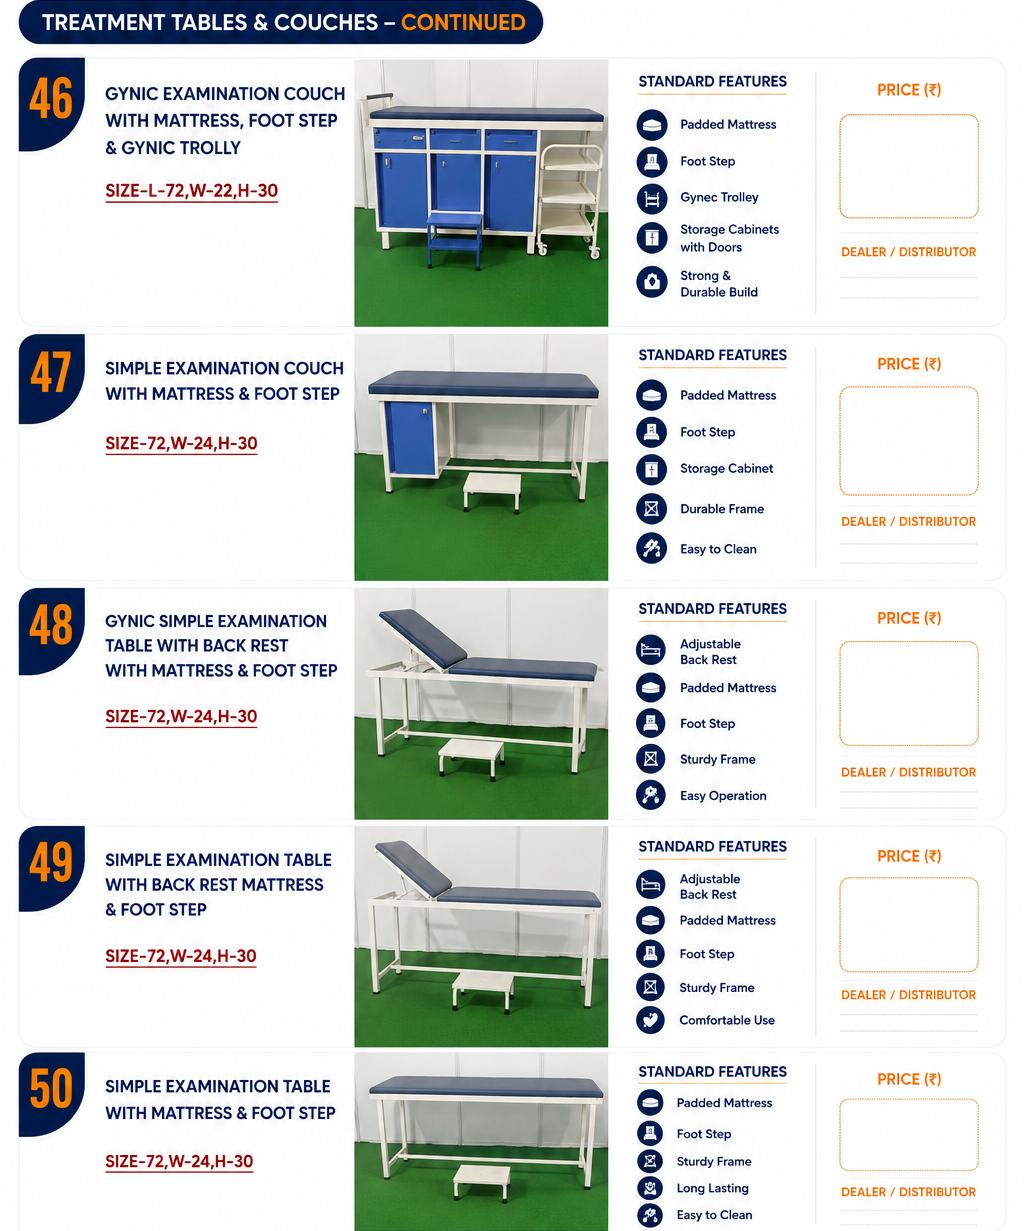 TREATMENT TABLES & COUCHES – CONTINUED
46
GYNIC EXAMINATION COUCH
WITH MATTRESS, FOOT STEP
& GYNIC TROLLY
SIZE-L-72,W-22,H-30
STANDARD FEATURES
Padded Mattress
Foot Step
Gynec Trolley
Storage Cabinets
with Doors
Strong &
Durable Build
PRICE (₹)
DEALER / DISTRIBUTOR
47
SIMPLE EXAMINATION COUCH
WITH MATTRESS & FOOT STEP
SIZE-72,W-24,H-30
STANDARD FEATURES
Padded Mattress
Foot Step
Storage Cabinet
Durable Frame
Easy to Clean
PRICE (₹)
DEALER / DISTRIBUTOR
48
GYNIC SIMPLE EXAMINATION
TABLE WITH BACK REST
WITH MATTRESS & FOOT STEP
SIZE-72,W-24,H-30
STANDARD FEATURES
Adjustable
Back Rest
Padded Mattress
Foot Step
Sturdy Frame
Easy Operation
PRICE (₹)
DEALER / DISTRIBUTOR
49
SIMPLE EXAMINATION TABLE
WITH BACK REST MATTRESS
& FOOT STEP
SIZE-72,W-24,H-30
STANDARD FEATURES
Adjustable
Back Rest
Padded Mattress
Foot Step
Sturdy Frame
Comfortable Use
PRICE (₹)
DEALER / DISTRIBUTOR
50
SIMPLE EXAMINATION TABLE
WITH MATTRESS & FOOT STEP
SIZE-72,W-24,H-30
STANDARD FEATURES
Padded Mattress
Foot Step
Sturdy Frame
Long Lasting
Easy to Clean
PRICE (₹)
DEALER / DISTRIBUTOR